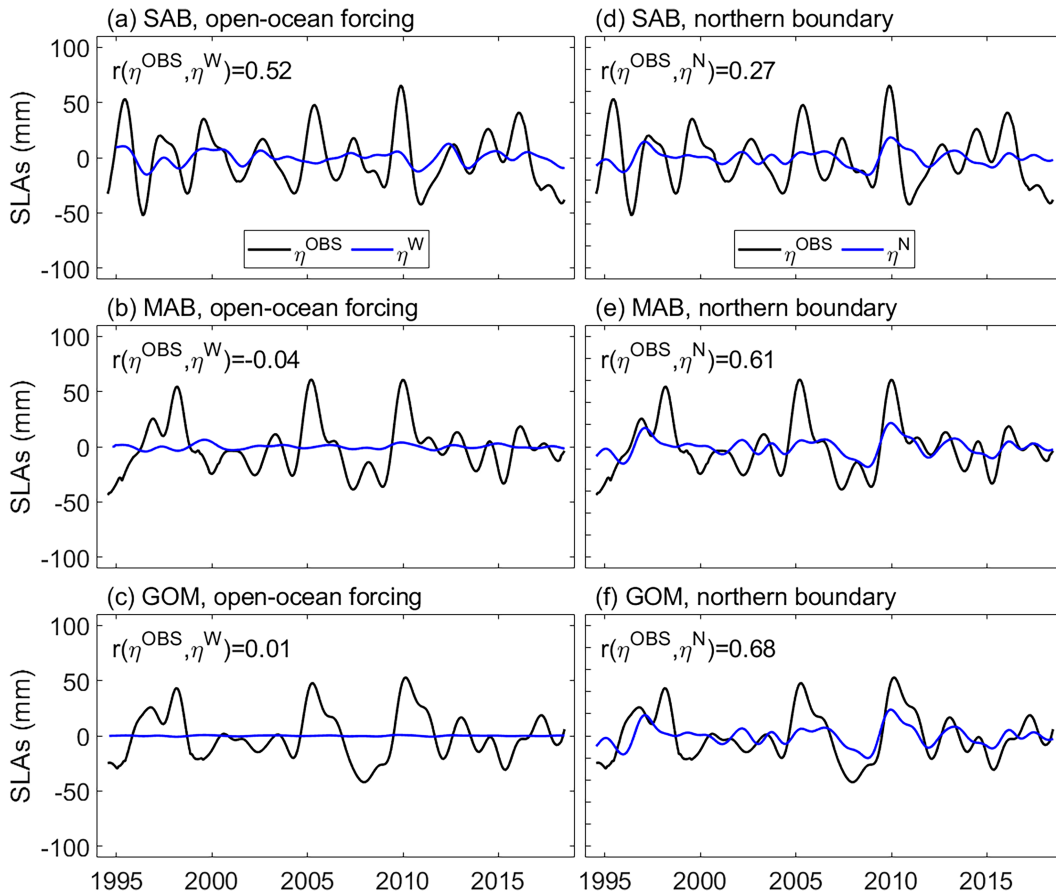 (a) SAB, open-ocean forcing
r(η^OBS,η^W)=0.52
100
50
0
-50
-100
SLAs (mm)
η^OBS η^W
(d) SAB, northern boundary
r(η^OBS,η^N)=0.27
η^OBS η^N
(b) MAB, open-ocean forcing
r(η^OBS,η^W)=-0.04
100
50
0
-50
-100
SLAs (mm)
(e) MAB, northern boundary
r(η^OBS,η^N)=0.61
(c) GOM, open-ocean forcing
r(η^OBS,η^W)=0.01
100
50
0
-50
-100
SLAs (mm)
1995 2000 2005 2010 2015
(f) GOM, northern boundary
r(η^OBS,η^N)=0.68
1995 2000 2005 2010 2015